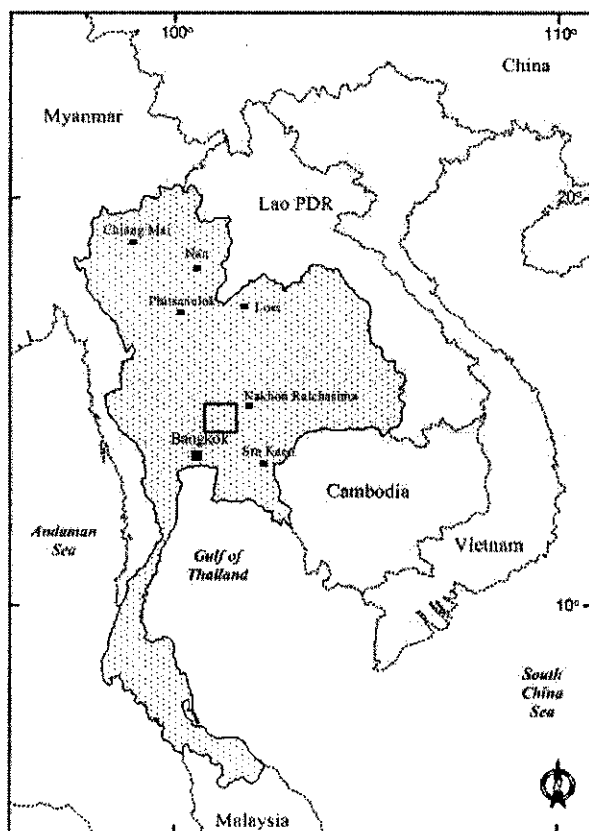 100°
110°
China
Myanmar
20°
Lao PDR
Chiang Mai
Nan
Phitsanulok
Loei
Nakhon Ratchasima
Bangkok
Sra Kaeo
Cambodia
Andaman
Sea
Gulf of
Thailand
Vietnam
10°
South
China
Sea
Malaysia